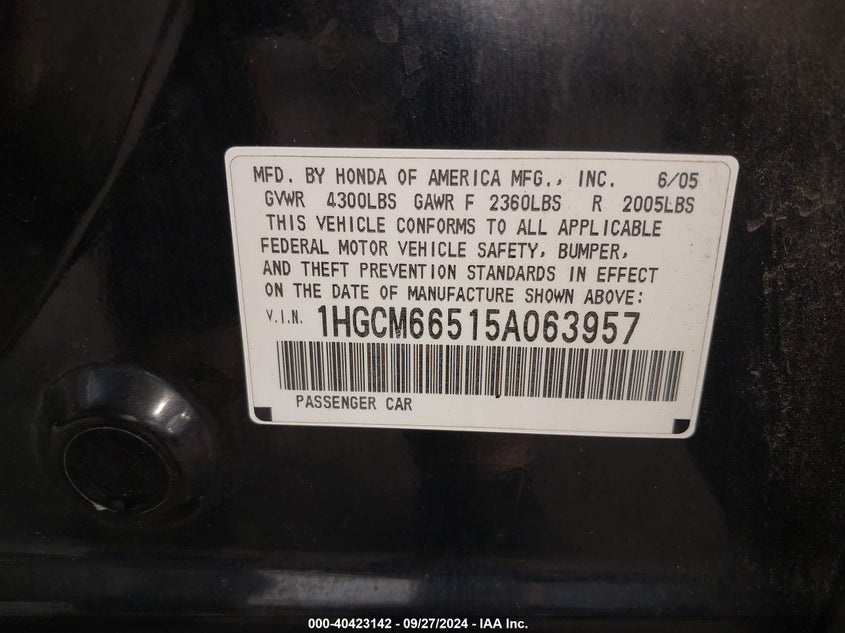 MFD. BY HONDA OF AMERICA MFG., INC. 6/05
GVWR 4300LBS GAWR F 2360LBS R 2005LBS
THIS VEHICLE CONFORMS TO ALL APPLICABLE
FEDERAL MOTOR VEHICLE SAFETY, BUMPER,
AND THEFT PREVENTION STANDARDS IN EFFECT
ON THE DATE OF MANUFACTURE SHOWN ABOVE:
V.I.N. 1HGCM66515A063957
PASSENGER CAR
000-40423142 - 09/27/2024 - IAA Inc.